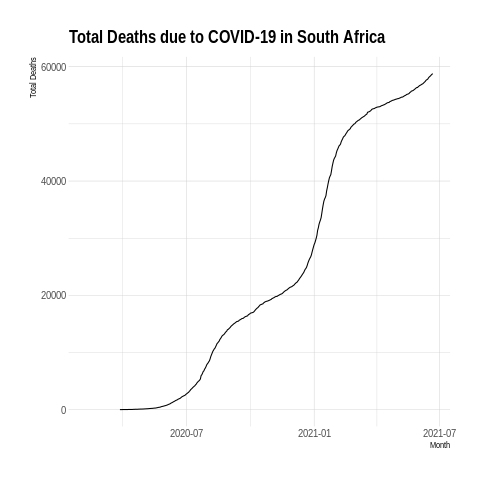 Total Deaths due to COVID-19 in South Africa
Total Deaths
60000
40000
20000
0
2020-07
2021-01
2021-07
Month